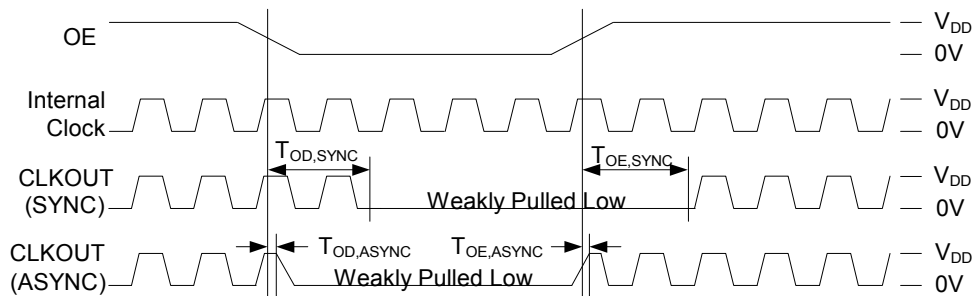 OE
V_DD
0V
Internal
Clock
V_DD
0V
T_OD,SYNC
T_OE,SYNC
CLKOUT
(SYNC)
Weakly Pulled Low
V_DD
0V
CLKOUT
(ASYNC)
T_OD,ASYNC
T_OE,ASYNC
Weakly Pulled Low
V_DD
0V